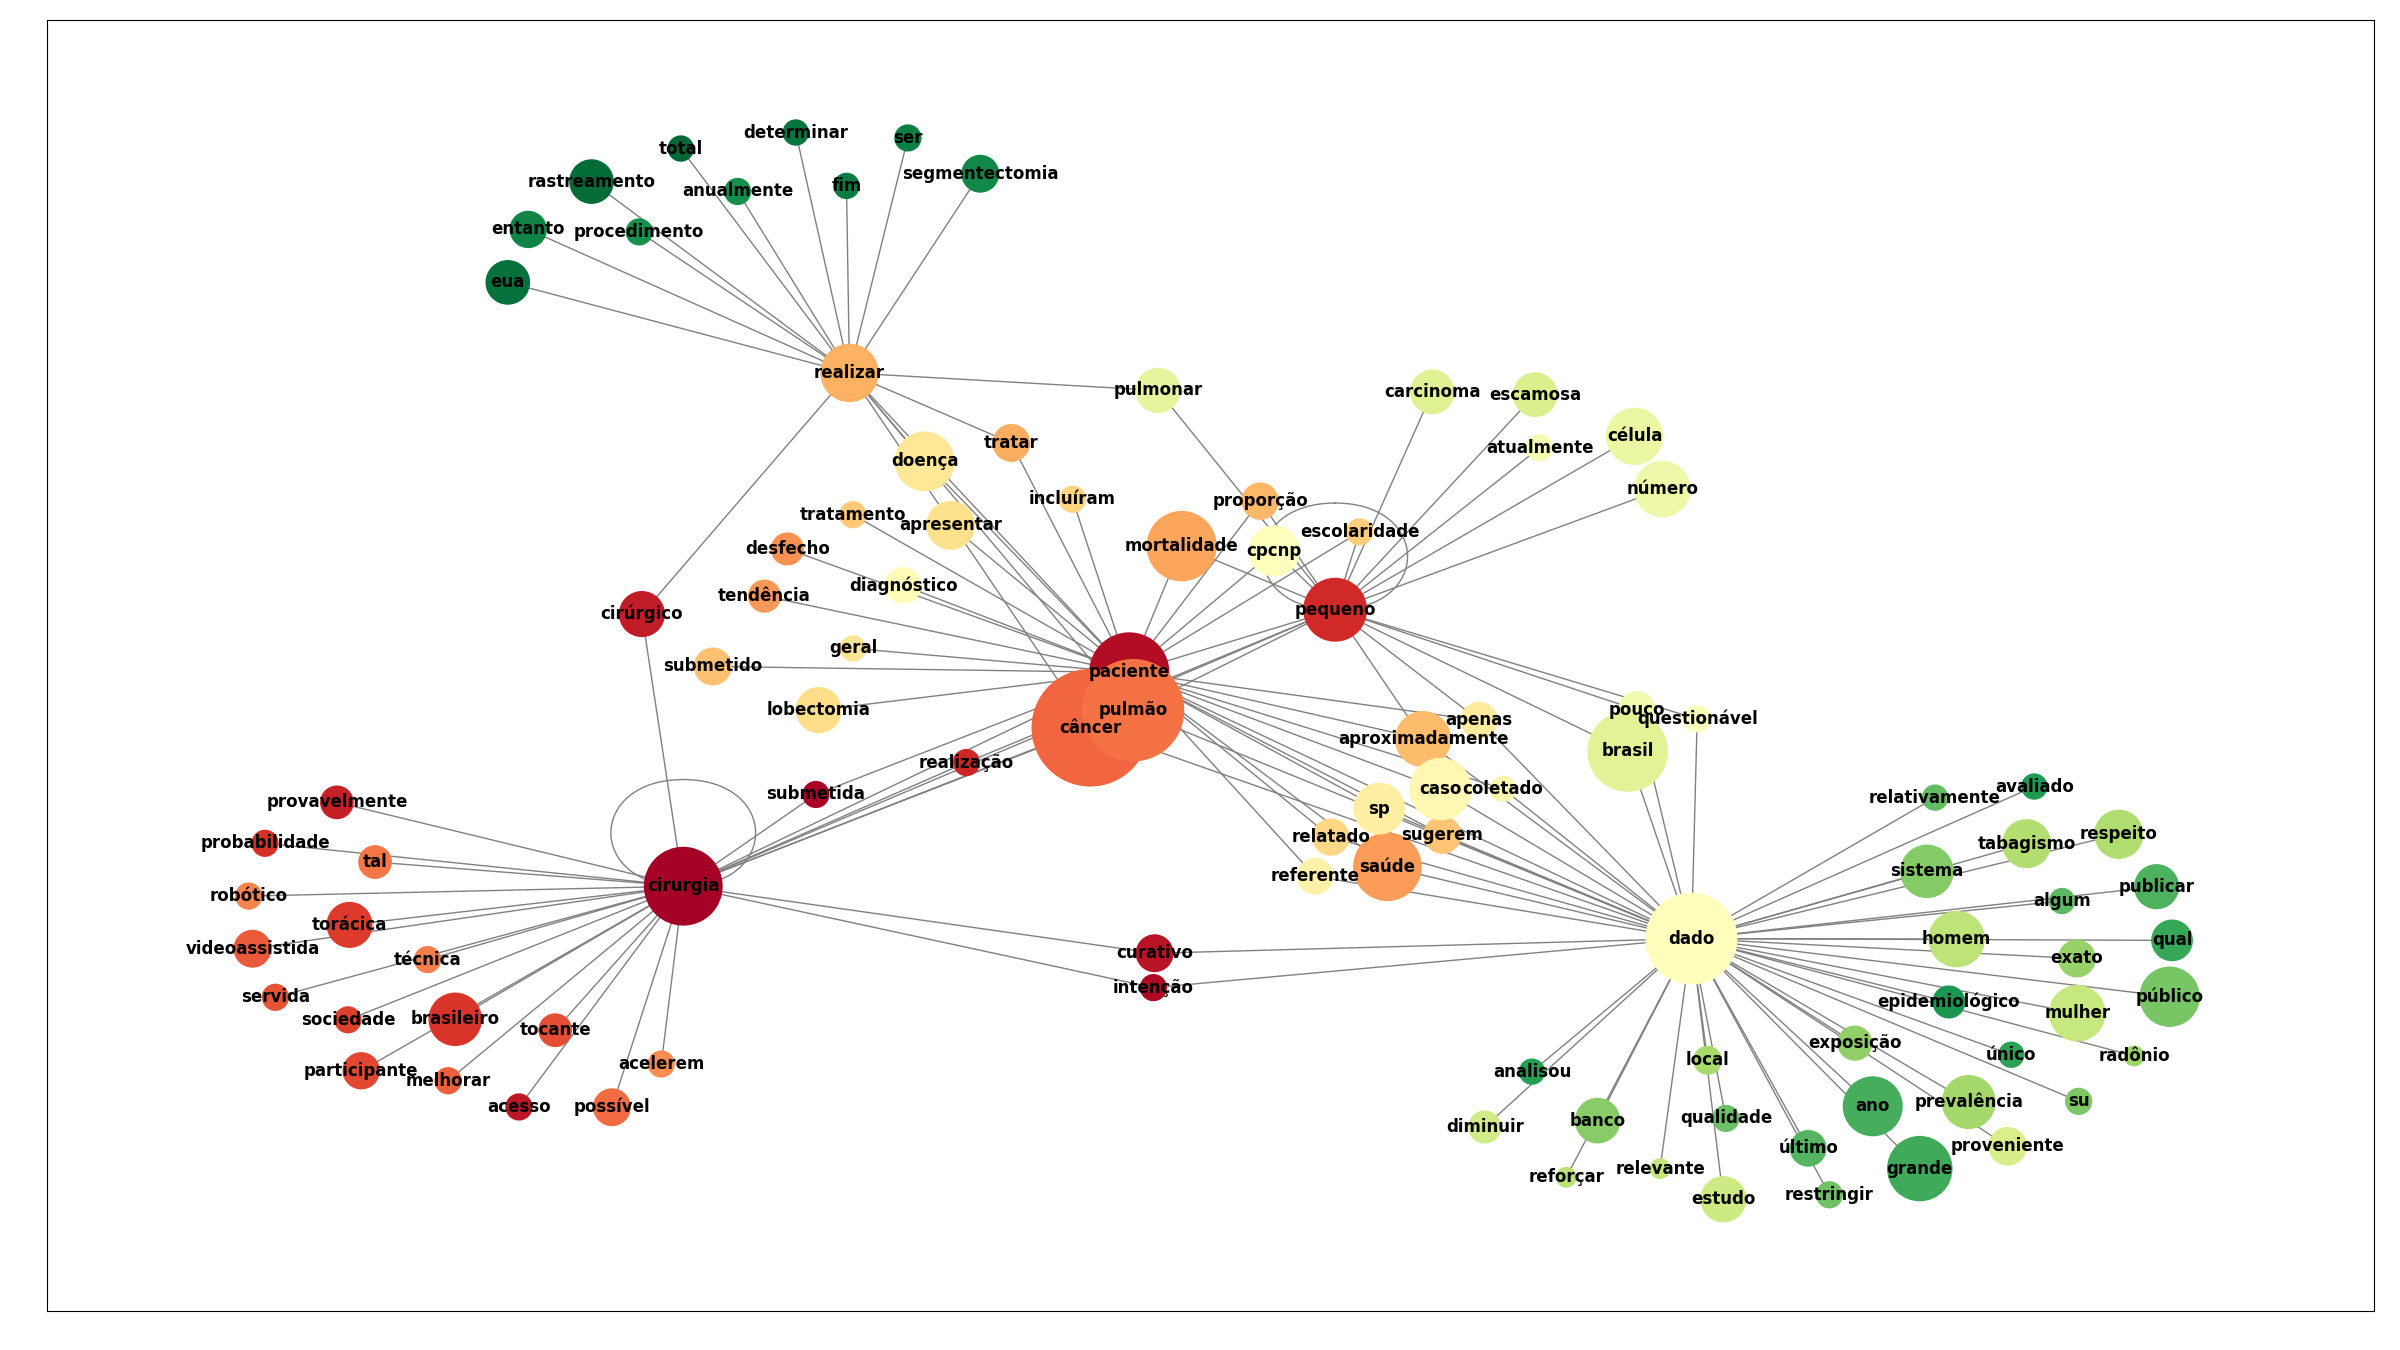 determinar
ser
total
segmentectomia
rastreamento
anualmente
fim
entanto
procedimento
eua
realizar
pulmonar
carcinoma
escamosa
célula
tratar
atualmente
doença
número
incluíram
proporção
tratamento
apresentar
escolaridade
desfecho
mortalidade
cpcnp
diagnóstico
tendência
cirúrgico
pequeno
geral
submetido
paciente
lobectomia
pulmão
pouco
questionável
câncer
apenas
aproximadamente
brasil
realização
submetida
caso
coletado
avaliado
relativamente
provavelmente
sp
relatado
sugerem
respeito
probabilidade
tabagismo
tal
saúde
sistema
referente
cirurgia
publicar
robótico
algum
torácica
dado
homem
qual
videoassistida
técnica
curativo
exato
intenção
servida
epidemiológico
público
sociedade
brasileiro
tocante
mulher
exposição
único
radônio
local
acelerem
participante
melhorar
analisou
acesso
possível
ano
prevalência
su
diminuir
banco
qualidade
último
proveniente
reforçar
relevante
grande
estudo
restringir